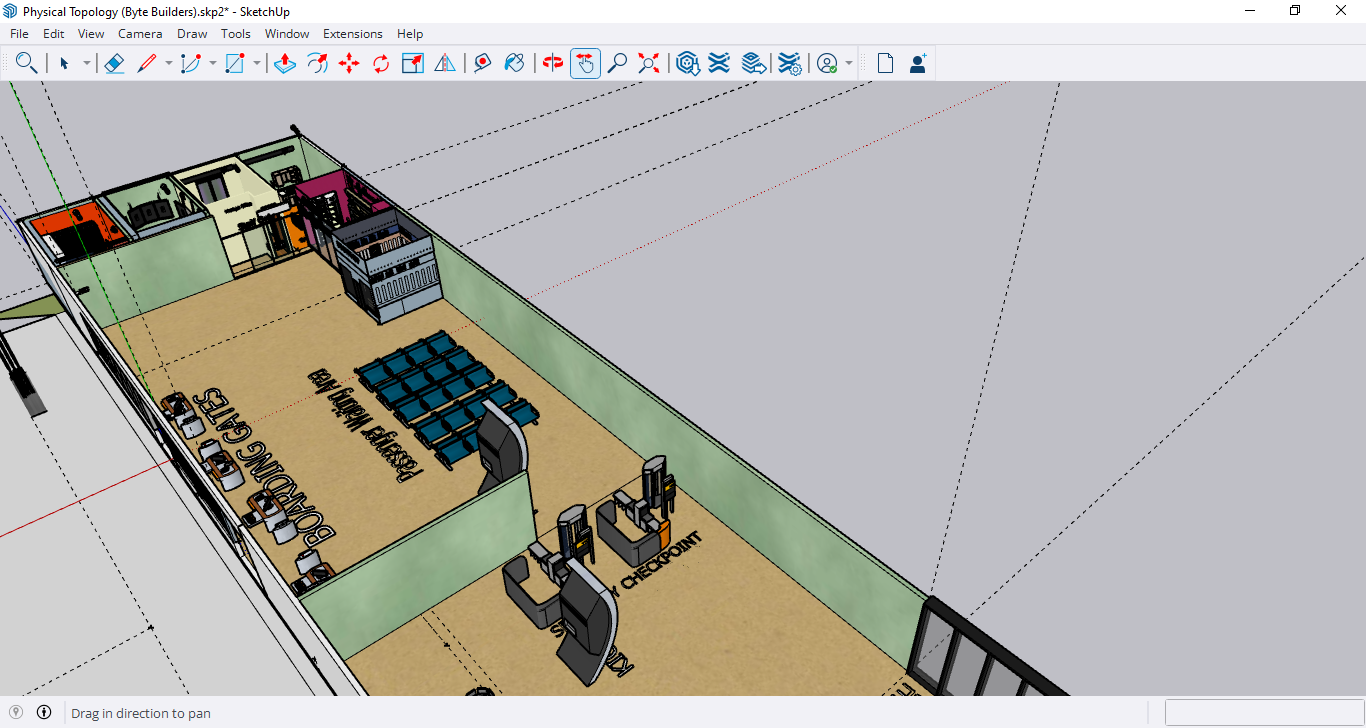 Physical Topology (Byte Builders).skp2* - SketchUp
File Edit View Camera Draw Tools Window Extensions Help
Passenger Waiting Area
BOARDING GATES
CHECKPOINT
Drag in direction to pan